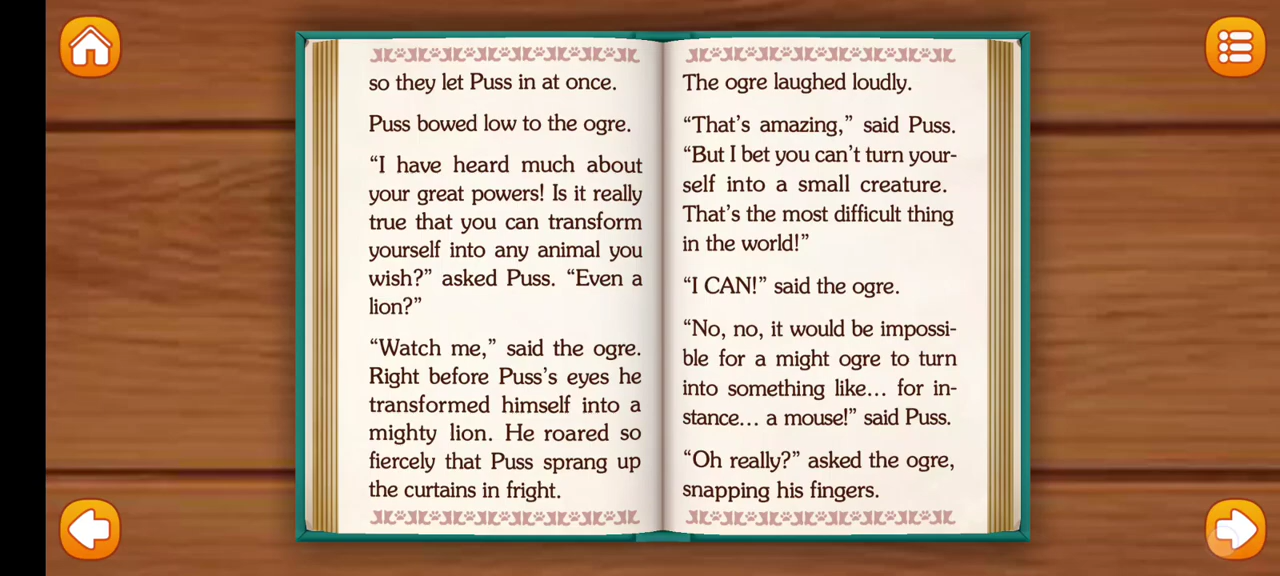 so they let Puss in at once.
Puss bowed low to the ogre.
“I have heard much about
your great powers! Is it really
true that you can transform
yourself into any animal you
wish?” asked Puss. “Even a
lion?”
“Watch me,” said the ogre.
Right before Puss’s eyes he
transformed himself into a
mighty lion. He roared so
fiercely that Puss sprang up
the curtains in fright.
The ogre laughed loudly.
“That’s amazing,” said Puss.
“But I bet you can’t turn your-
self into a small creature.
That’s the most difficult thing
in the world!”
“I CAN!” said the ogre.
“No, no, it would be impossi-
ble for a might ogre to turn
into something like... for in-
stance... a mouse!” said Puss.
“Oh really?” asked the ogre,
snapping his fingers.